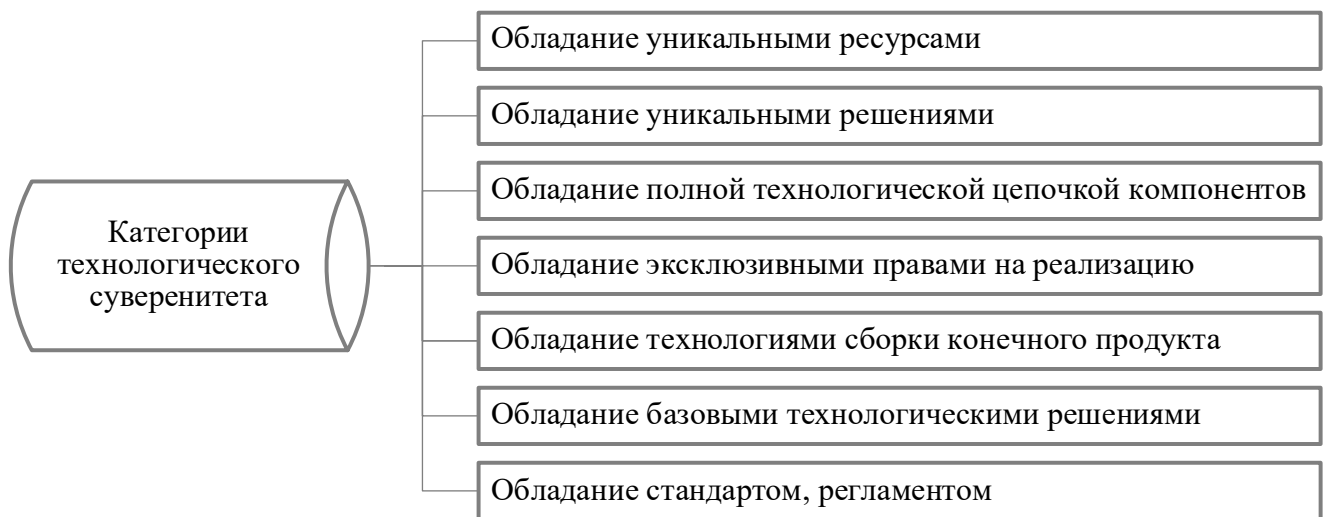 Категории
технологического
суверенитета
Обладание уникальными ресурсами
Обладание уникальными решениями
Обладание полной технологической цепочкой компонентов
Обладание эксклюзивными правами на реализацию
Обладание технологиями сборки конечного продукта
Обладание базовыми технологическими решениями
Обладание стандартом, регламентом